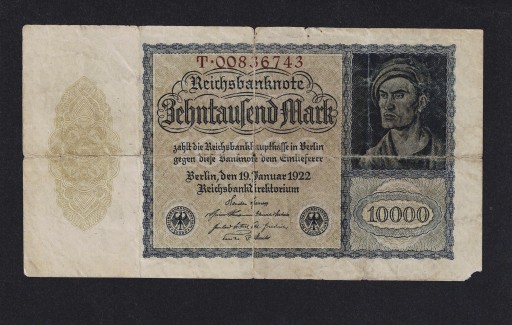 T·00836743
Reichsbanknote
Zehntausend Mark
zahlt die Reichsbankhauptkasse in Berlin
gegen diese Banknote dem Einlieferer
Berlin, den 19. Januar 1922
Reichsbankdirektorium
10000